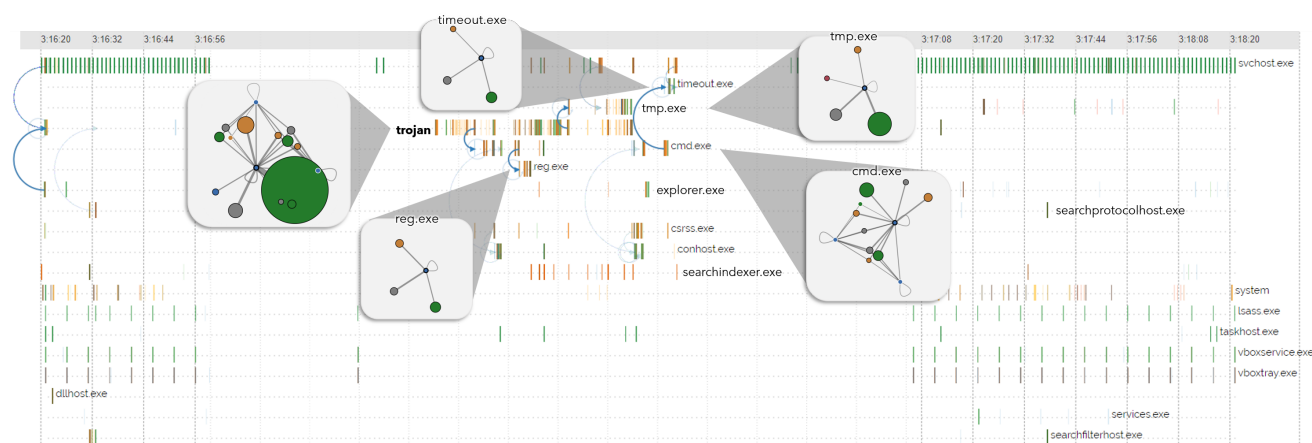 timeout.exe
tmp.exe
3:16:20 3:16:32 3:16:44 3:16:56 3:17:08 3:17:20 3:17:32 3:17:44 3:17:56 3:18:08 3:18:20
svchost.exe
timeout.exe
tmp.exe
trojan
cmd.exe
reg.exe
cmd.exe
explorer.exe
searchprotocolhost.exe
reg.exe
csrss.exe
conhost.exe
searchindexer.exe
system
lsass.exe
taskhost.exe
vboxservice.exe
vboxtray.exe
dllhost.exe
services.exe
searchfilterhost.exe